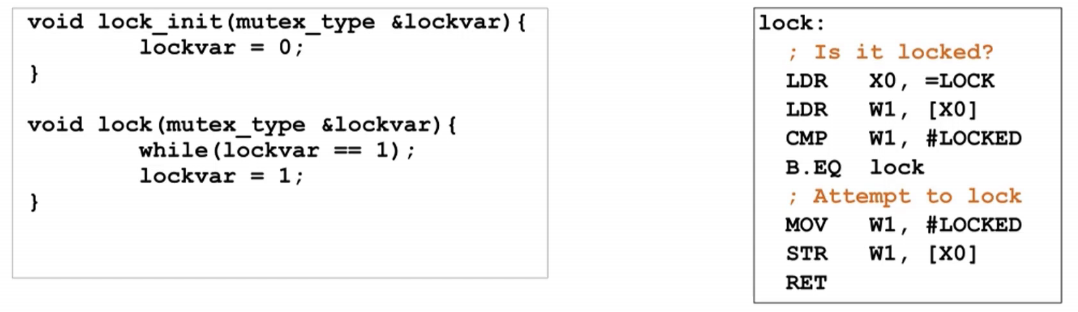 void lock_init(mutex_type &lockvar){
lockvar = 0;
}
void lock(mutex_type &lockvar){
while(lockvar == 1);
lockvar = 1;
}
lock:
; Is it locked?
LDR X0, =LOCK
LDR W1, [X0]
CMP W1, #LOCKED
B.EQ lock
; Attempt to lock
MOV W1, #LOCKED
STR W1, [X0]
RET